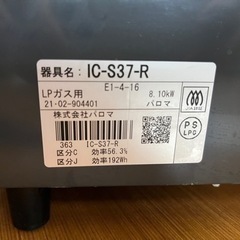 器具名： IC-S37-R
E1-4-16
LPガス用 8.10kW
21-02-904401 パロマ
株式会社パロマ
363 IC-S37-R
区分C 効率56.3%
区分J 効率192Wh
PS
LPG